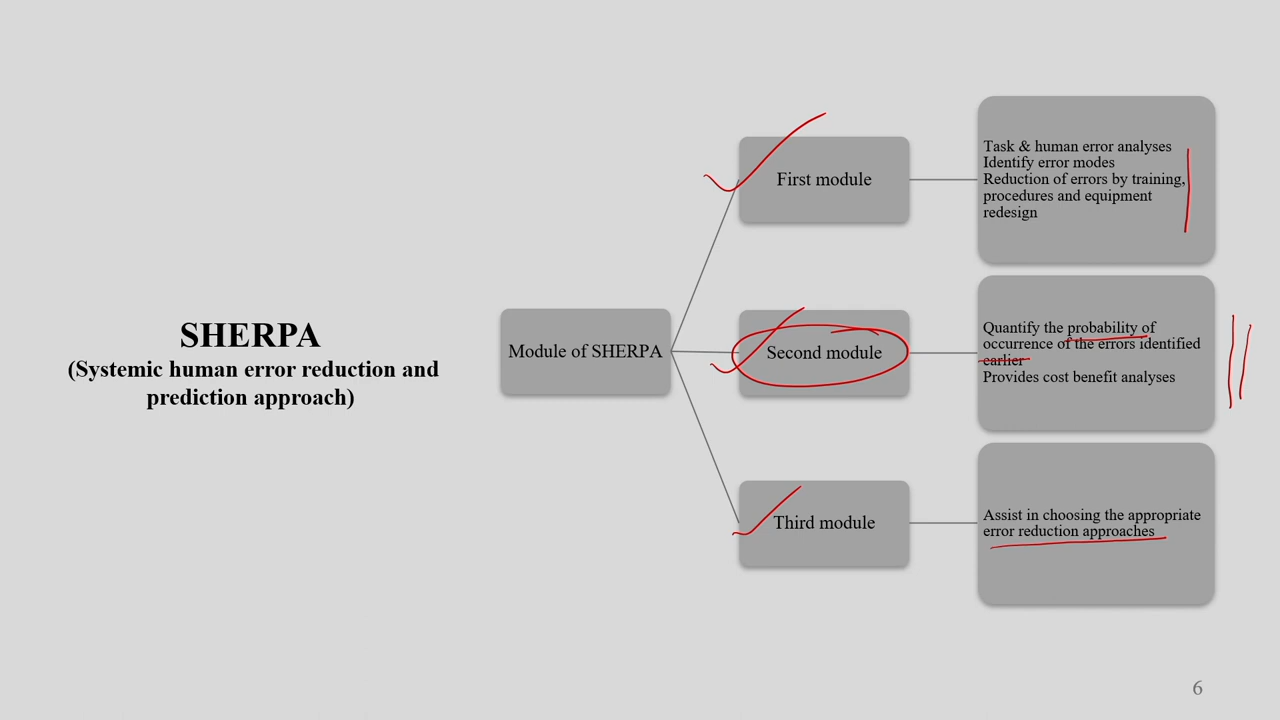 SHERPA
(Systemic human error reduction and
prediction approach)
Module of SHERPA
First module
Task & human error analyses
Identify error modes
Reduction of errors by training,
procedures and equipment
redesign
Second module
Quantify the probability of
occurrence of the errors identified
earlier
Provides cost benefit analyses
Third module
Assist in choosing the appropriate
error reduction approaches
6